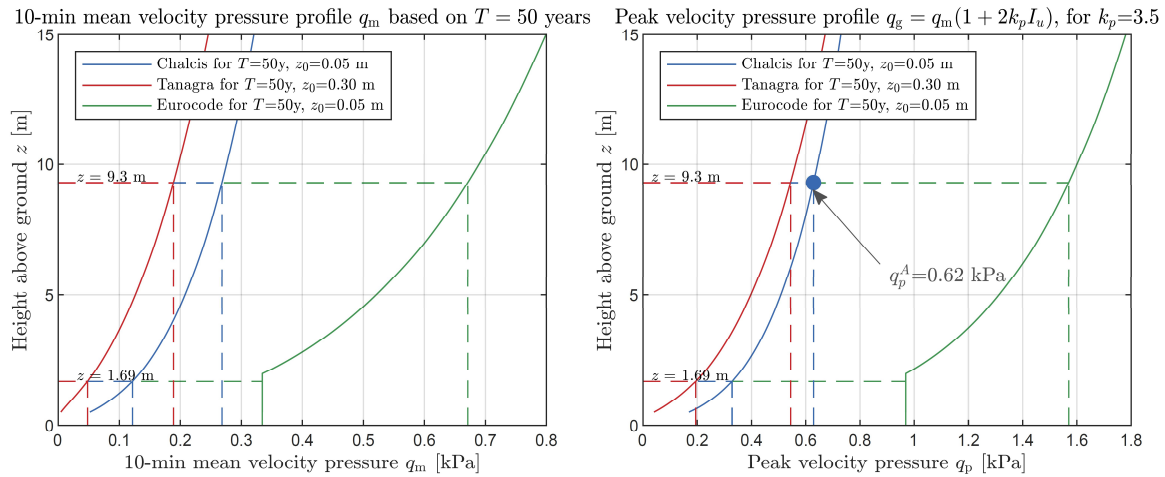 10-min mean velocity pressure profile q_m based on T = 50 years
15
10
5
0
Height above ground z [m]
Chalcis for T=50y, z_0=0.05 m
Tanagra for T=50y, z_0=0.30 m
Eurocode for T=50y, z_0=0.05 m
z = 9.3 m
z = 1.69 m
0 0.1 0.2 0.3 0.4 0.5 0.6 0.7 0.8
10-min mean velocity pressure q_m [kPa]
Peak velocity pressure profile q_g = q_m(1 + 2k_pI_u), for k_p=3.5
15
10
5
0
Height above ground z [m]
Chalcis for T=50y, z_0=0.05 m
Tanagra for T=50y, z_0=0.30 m
Eurocode for T=50y, z_0=0.05 m
z = 9.3 m
q_p^A=0.62 kPa
z = 1.69 m
0 0.2 0.4 0.6 0.8 1 1.2 1.4 1.6 1.8
Peak velocity pressure q_p [kPa]